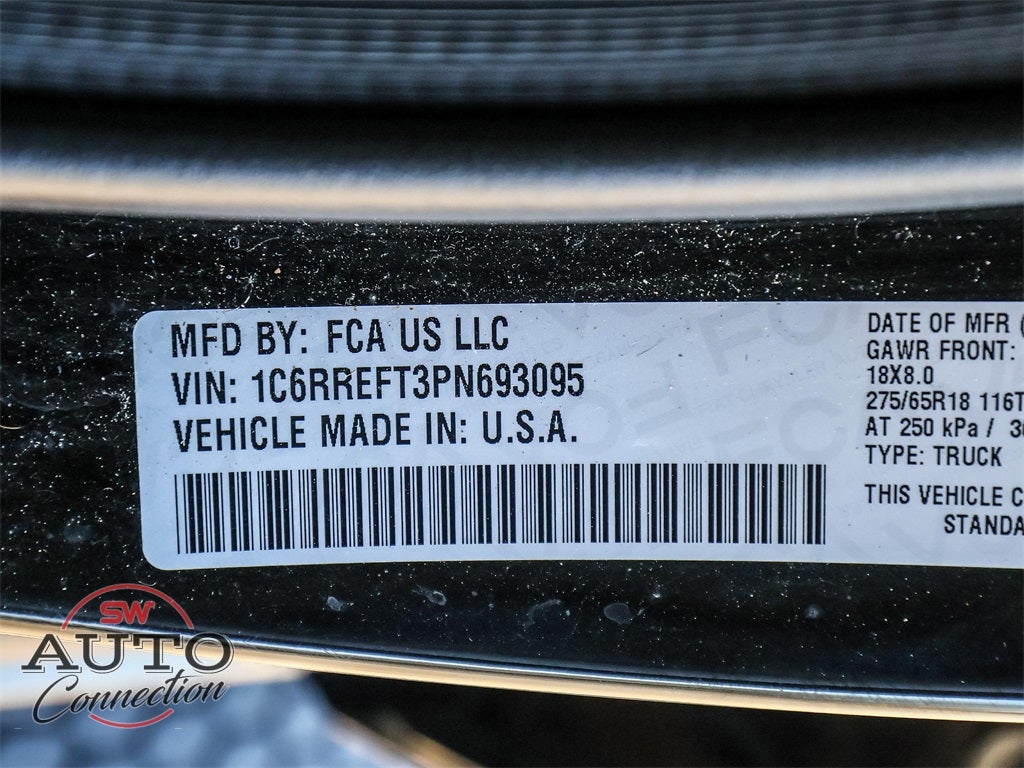 MFD BY: FCA US LLC
VIN: 1C6RREFT3PN693095
VEHICLE MADE IN: U.S.A.
DATE OF MFR
GAWR FRONT:
18X8.0
275/65R18 116T
AT 250 kPa /
TYPE: TRUCK
THIS VEHICLE
SW
AUTO
Connection